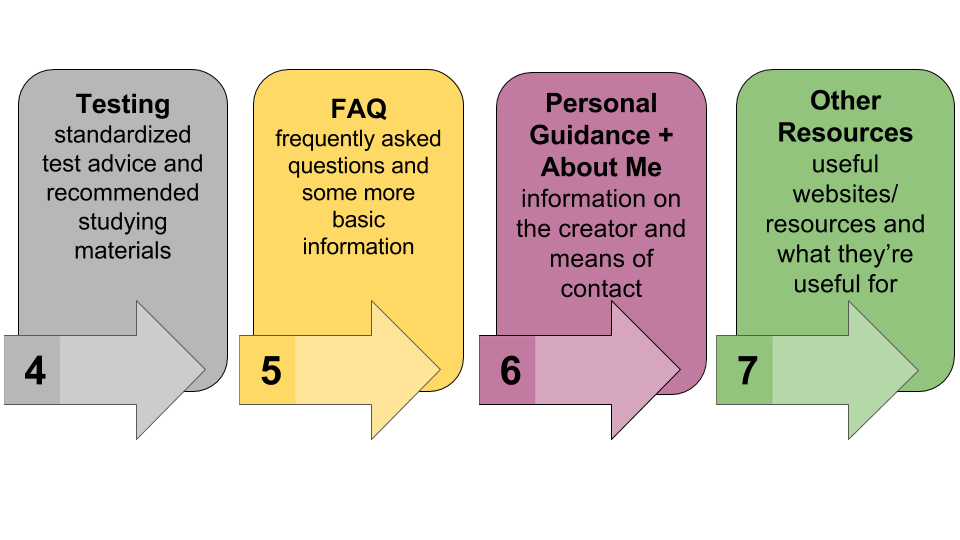 Testing
standardized
test advice and
recommended
studying
materials
4
FAQ
frequently asked
questions and
some more
basic
information
5
Personal
Guidance +
About Me
information on
the creator and
means of
contact
6
Other
Resources
useful
websites/
resources and
what they’re
useful for
7